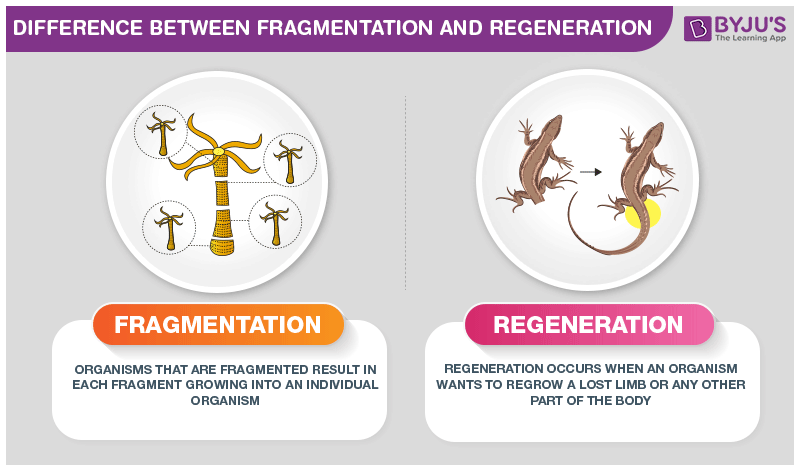 DIFFERENCE BETWEEN FRAGMENTATION AND REGENERATION
BYJU'S
The Learning App
FRAGMENTATION
ORGANISMS THAT ARE FRAGMENTED RESULT IN
EACH FRAGMENT GROWING INTO AN INDIVIDUAL
ORGANISM
REGENERATION
REGENERATION OCCURS WHEN AN ORGANISM
WANTS TO REGROW A LOST LIMB OR ANY OTHER
PART OF THE BODY